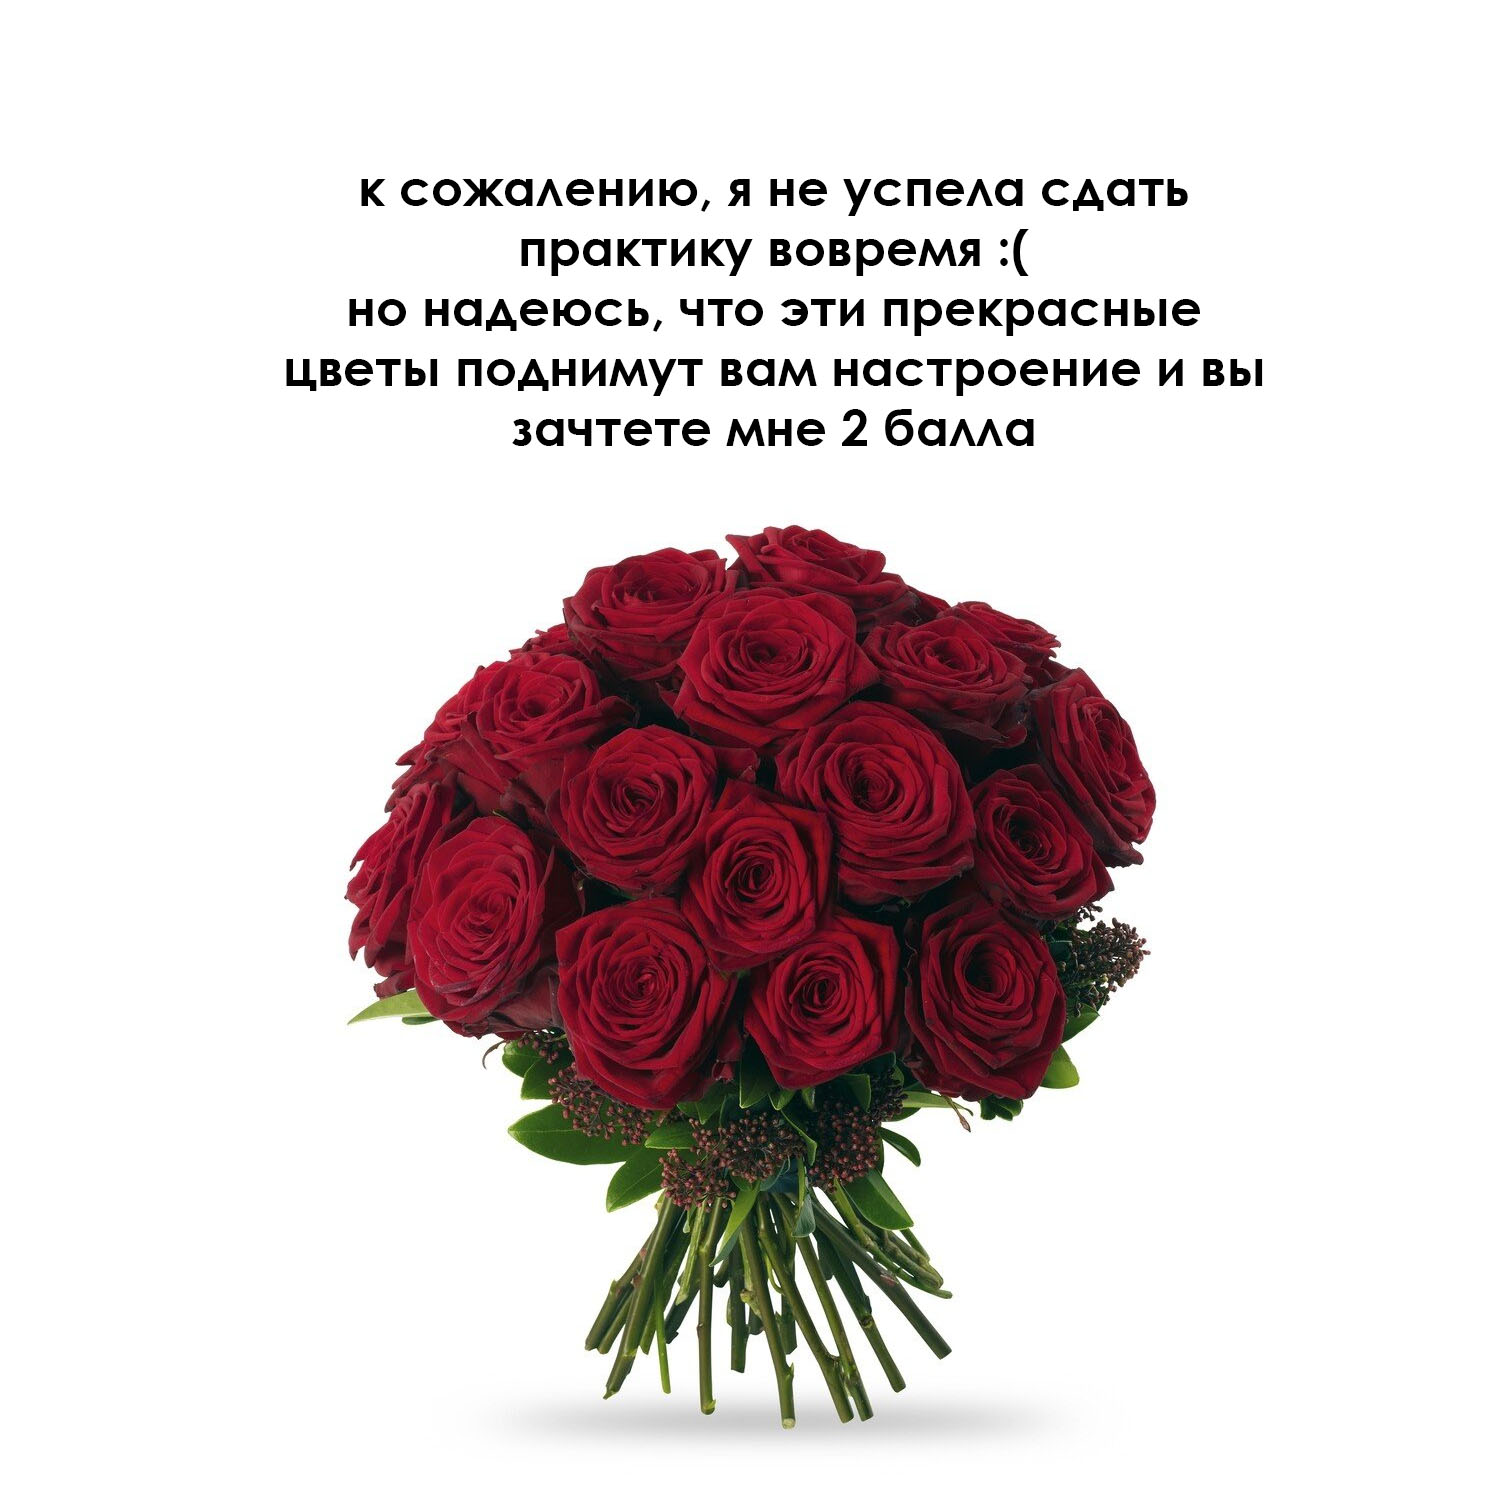 к сожалению, я не успела сдать
практику вовремя :(
но надеюсь, что эти прекрасные
цветы поднимут вам настроение и вы
зачтете мне 2 балла